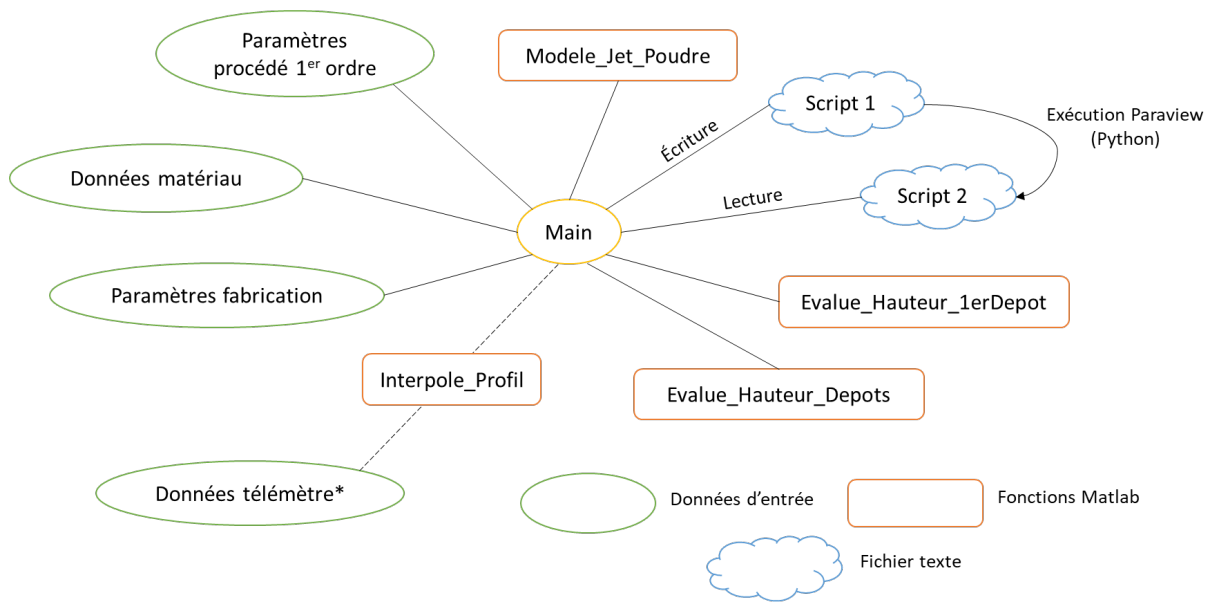 Paramètres
procédé 1er ordre
Modele_Jet_Poudre
Script 1
Exécution Paraview
(Python)
Écriture
Données matériau
Lecture
Script 2
Main
Paramètres fabrication
Evalue_Hauteur_1erDepot
Interpole_Profil
Evalue_Hauteur_Depots
Données télémètre*
Données d’entrée
Fonctions Matlab
Fichier texte